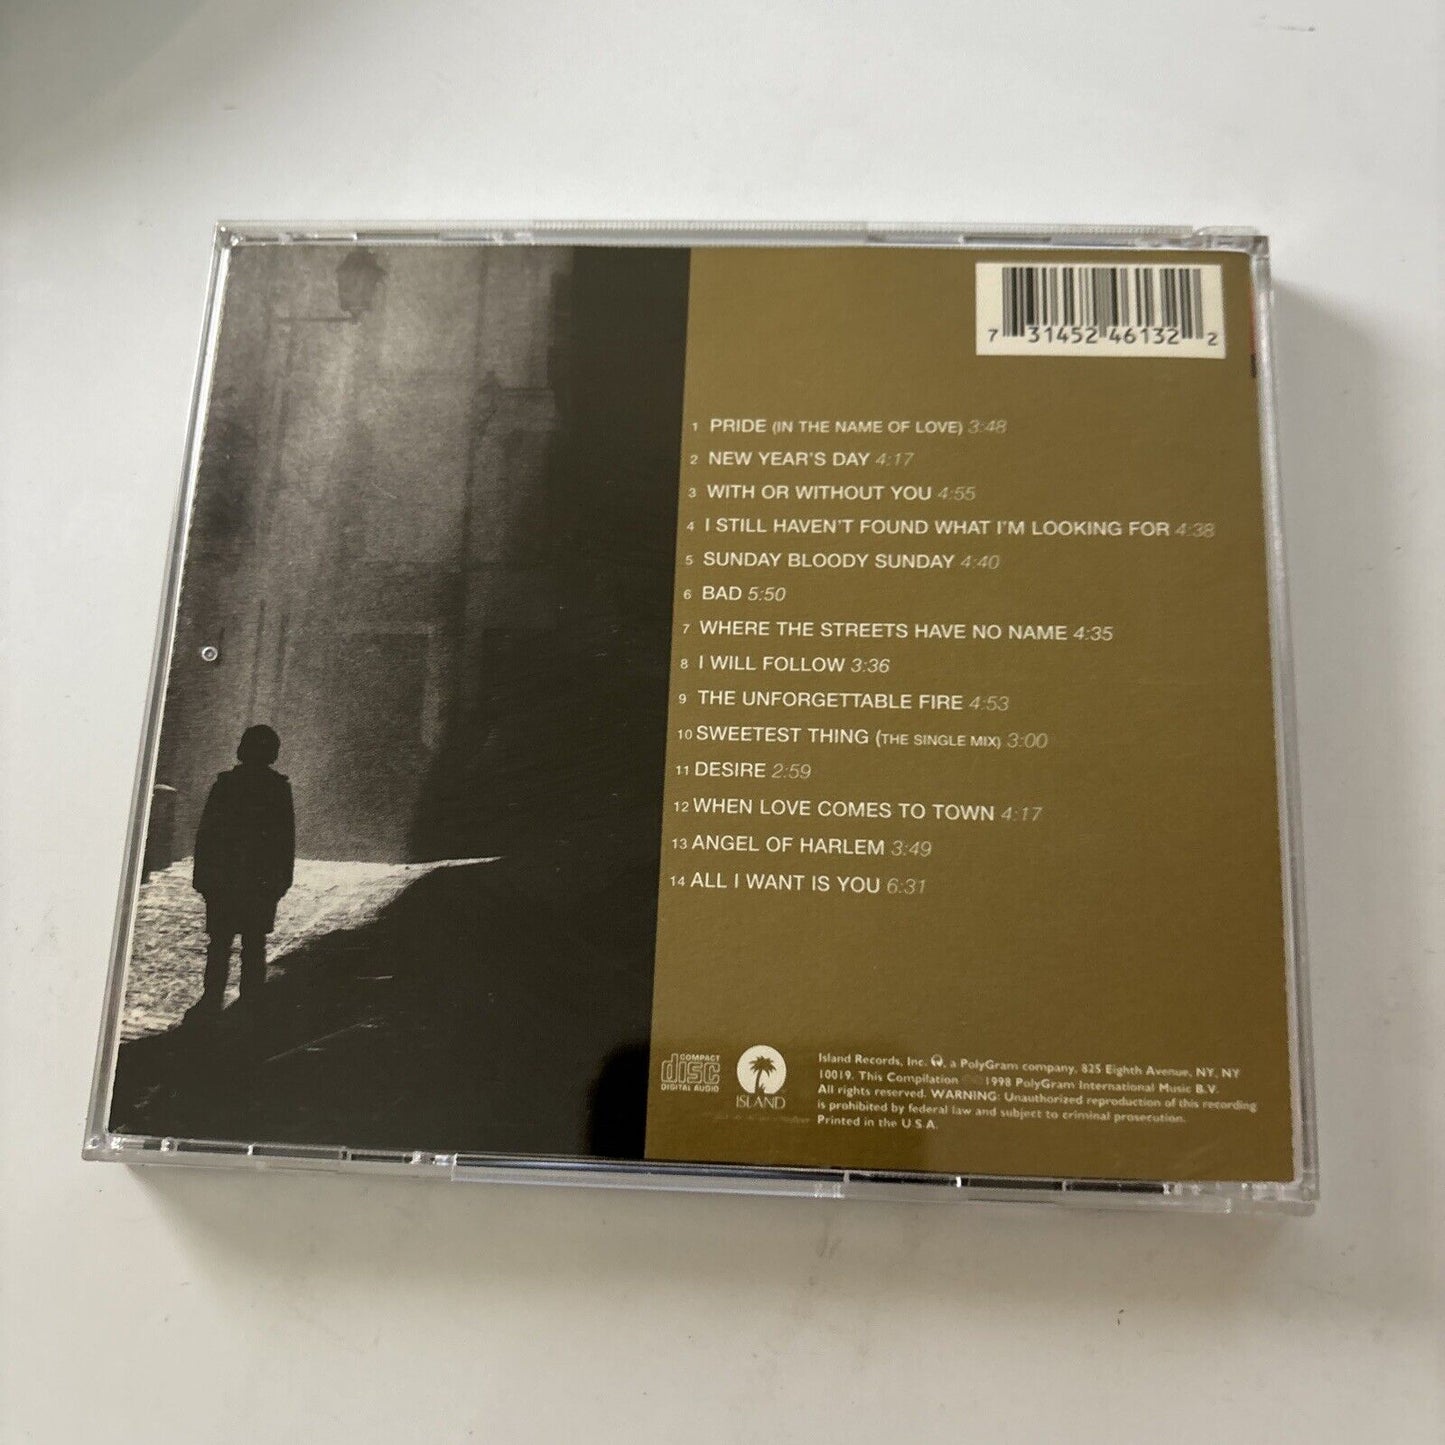 7 31452 46132 2
1 PRIDE (IN THE NAME OF LOVE) 3:48
2 NEW YEAR'S DAY 4:17
3 WITH OR WITHOUT YOU 4:55
4 I STILL HAVEN'T FOUND WHAT I'M LOOKING FOR 4:38
5 SUNDAY BLOODY SUNDAY 4:40
6 BAD 5:50
7 WHERE THE STREETS HAVE NO NAME 4:35
8 I WILL FOLLOW 3:36
9 THE UNFORGETTABLE FIRE 4:53
10 SWEETEST THING (THE SINGLE MIX) 3:00
11 DESIRE 2:59
12 WHEN LOVE COMES TO TOWN 4:17
13 ANGEL OF HARLEM 3:49
14 ALL I WANT IS YOU 6:31
COMPACT
disc
DIGITAL AUDIO
ISLAND
Island Records, Inc. , a PolyGram company, 825 Eighth Avenue, NY, NY
10019. This Compilation 1998 PolyGram International Music B.V.
All rights reserved. WARNING: Unauthorized reproduction of this recording
is prohibited by federal law and subject to criminal prosecution.
Printed in the U S A.